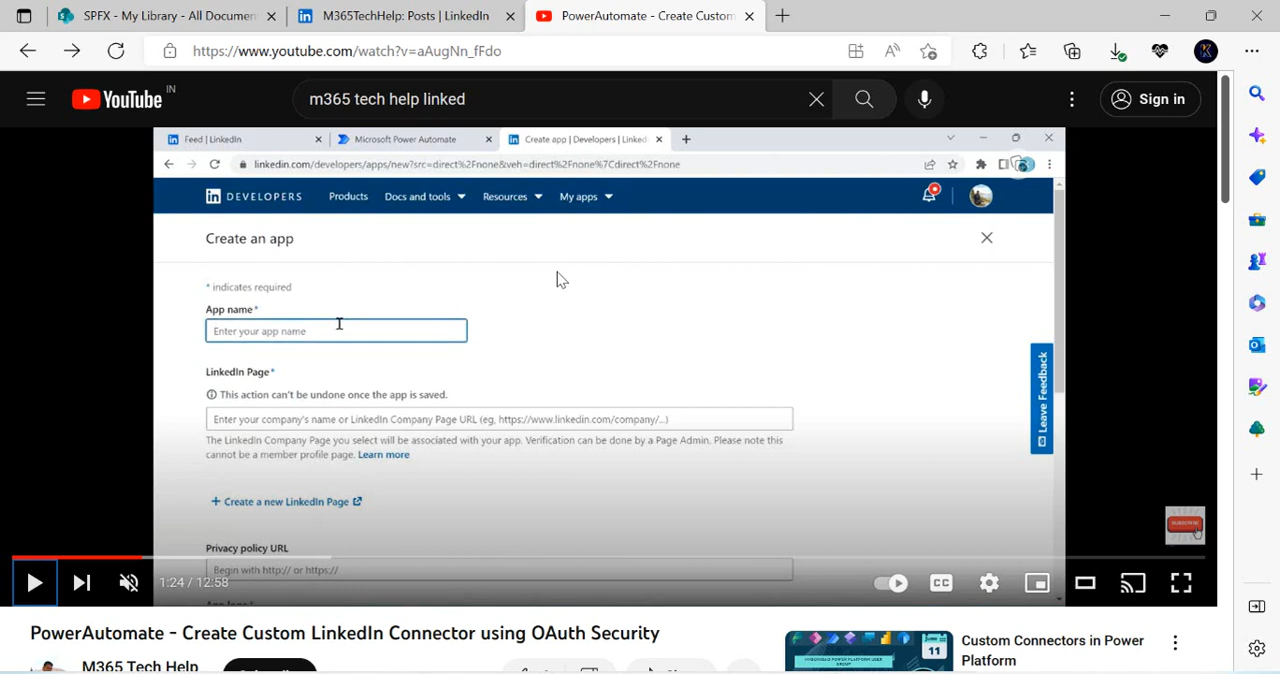 SPFX - My Library - All Document
M365TechHelp: Posts | LinkedIn
PowerAutomate - Create Custom
https://www.youtube.com/watch?v=aAugNn_fFdo
YouTube IN
m365 tech help linked
Sign in
Feed | LinkedIn
Microsoft Power Automate
Create app | Developers | Linked
linkedin.com/developers/apps/new?src=direct%2Fnone&veh=direct%2Fnone%7Cdirect%2Fnone
in DEVELOPERS Products Docs and tools Resources My apps
Create an app
* indicates required
App name*
Enter your app name
LinkedIn Page*
This action can't be undone once the app is saved.
Enter your company's name or LinkedIn Company Page URL (eg, https://www.linkedin.com/company/...)
The LinkedIn Company Page you select will be associated with your app. Verification can be done by a Page Admin. Please note this
cannot be a member profile page. Learn more
Leave Feedback
+ Create a new LinkedIn Page
SUBSCRIBE
Privacy policy URL
Begin with http:// or https://
1:24 / 12:58
CC
PowerAutomate - Create Custom LinkedIn Connector using OAuth Security
M365 Tech Help
11
Custom Connectors in Power
Platform